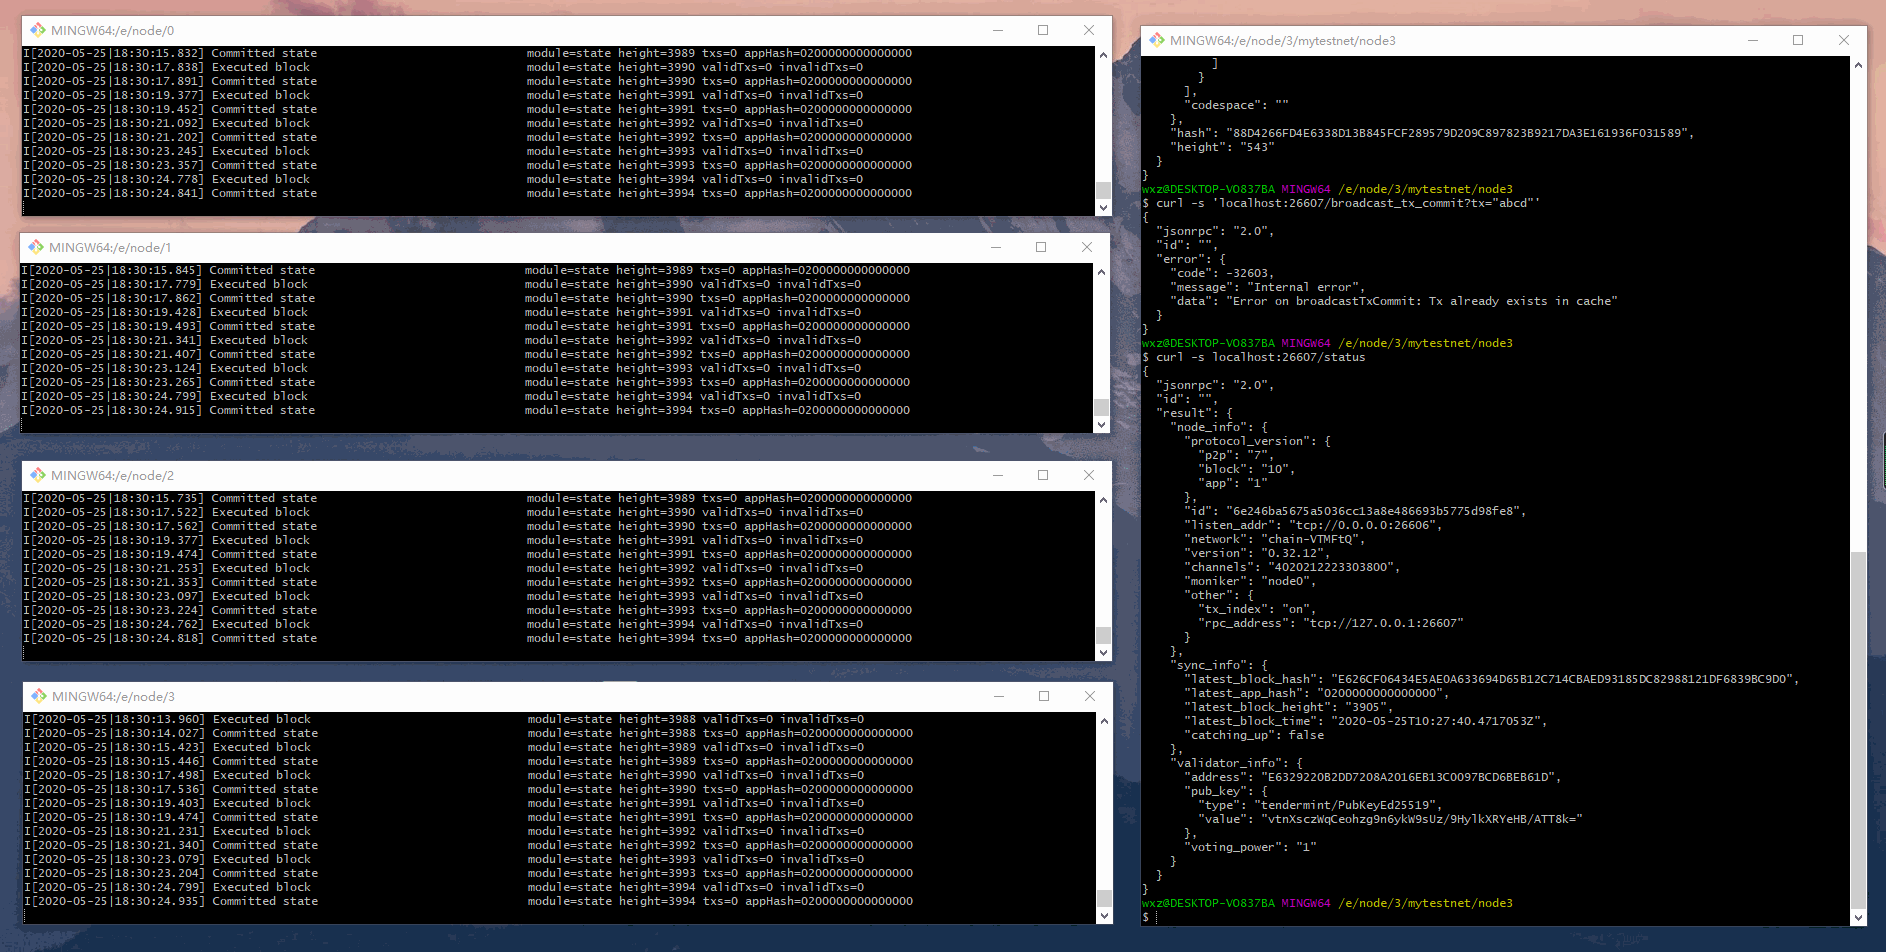 MINGW64:/e/node/0
I[2020-05-25|18:30:15.832] Committed state module=state height=3989 txs=0 appHash=0200000000000000
I[2020-05-25|18:30:17.838] Executed block module=state height=3990 validTxs=0 invalidTxs=0
I[2020-05-25|18:30:17.891] Committed state module=state height=3990 txs=0 appHash=0200000000000000
I[2020-05-25|18:30:19.377] Executed block module=state height=3991 validTxs=0 invalidTxs=0
I[2020-05-25|18:30:19.452] Committed state module=state height=3991 txs=0 appHash=0200000000000000
I[2020-05-25|18:30:21.092] Executed block module=state height=3992 validTxs=0 invalidTxs=0
I[2020-05-25|18:30:21.202] Committed state module=state height=3992 txs=0 appHash=0200000000000000
I[2020-05-25|18:30:23.245] Executed block module=state height=3993 validTxs=0 invalidTxs=0
I[2020-05-25|18:30:23.357] Committed state module=state height=3993 txs=0 appHash=0200000000000000
I[2020-05-25|18:30:24.778] Executed block module=state height=3994 validTxs=0 invalidTxs=0
I[2020-05-25|18:30:24.841] Committed state module=state height=3994 txs=0 appHash=0200000000000000
MINGW64:/e/node/1
I[2020-05-25|18:30:15.845] Committed state module=state height=3989 txs=0 appHash=0200000000000000
I[2020-05-25|18:30:17.779] Executed block module=state height=3990 validTxs=0 invalidTxs=0
I[2020-05-25|18:30:17.862] Committed state module=state height=3990 txs=0 appHash=0200000000000000
I[2020-05-25|18:30:19.428] Executed block module=state height=3991 validTxs=0 invalidTxs=0
I[2020-05-25|18:30:19.493] Committed state module=state height=3991 txs=0 appHash=0200000000000000
I[2020-05-25|18:30:21.341] Executed block module=state height=3992 validTxs=0 invalidTxs=0
I[2020-05-25|18:30:21.407] Committed state module=state height=3992 txs=0 appHash=0200000000000000
I[2020-05-25|18:30:23.124] Executed block module=state height=3993 validTxs=0 invalidTxs=0
I[2020-05-25|18:30:23.265] Committed state module=state height=3993 txs=0 appHash=0200000000000000
I[2020-05-25|18:30:24.799] Executed block module=state height=3994 validTxs=0 invalidTxs=0
I[2020-05-25|18:30:24.915] Committed state module=state height=3994 txs=0 appHash=0200000000000000
MINGW64:/e/node/2
I[2020-05-25|18:30:15.735] Committed state module=state height=3989 txs=0 appHash=0200000000000000
I[2020-05-25|18:30:17.522] Executed block module=state height=3990 validTxs=0 invalidTxs=0
I[2020-05-25|18:30:17.562] Committed state module=state height=3990 txs=0 appHash=0200000000000000
I[2020-05-25|18:30:19.377] Executed block module=state height=3991 validTxs=0 invalidTxs=0
I[2020-05-25|18:30:19.474] Committed state module=state height=3991 txs=0 appHash=0200000000000000
I[2020-05-25|18:30:21.253] Executed block module=state height=3992 validTxs=0 invalidTxs=0
I[2020-05-25|18:30:21.353] Committed state module=state height=3992 txs=0 appHash=0200000000000000
I[2020-05-25|18:30:23.097] Executed block module=state height=3993 validTxs=0 invalidTxs=0
I[2020-05-25|18:30:23.224] Committed state module=state height=3993 txs=0 appHash=0200000000000000
I[2020-05-25|18:30:24.762] Executed block module=state height=3994 validTxs=0 invalidTxs=0
I[2020-05-25|18:30:24.818] Committed state module=state height=3994 txs=0 appHash=0200000000000000
MINGW64:/e/node/3
I[2020-05-25|18:30:13.960] Executed block module=state height=3988 validTxs=0 invalidTxs=0
I[2020-05-25|18:30:14.027] Committed state module=state height=3988 txs=0 appHash=0200000000000000
I[2020-05-25|18:30:15.423] Executed block module=state height=3989 validTxs=0 invalidTxs=0
I[2020-05-25|18:30:15.446] Committed state module=state height=3989 txs=0 appHash=0200000000000000
I[2020-05-25|18:30:17.498] Executed block module=state height=3990 validTxs=0 invalidTxs=0
I[2020-05-25|18:30:17.536] Committed state module=state height=3990 txs=0 appHash=0200000000000000
I[2020-05-25|18:30:19.403] Executed block module=state height=3991 validTxs=0 invalidTxs=0
I[2020-05-25|18:30:19.474] Committed state module=state height=3991 txs=0 appHash=0200000000000000
I[2020-05-25|18:30:21.231] Executed block module=state height=3992 validTxs=0 invalidTxs=0
I[2020-05-25|18:30:21.340] Committed state module=state height=3992 txs=0 appHash=0200000000000000
I[2020-05-25|18:30:23.079] Executed block module=state height=3993 validTxs=0 invalidTxs=0
I[2020-05-25|18:30:23.204] Committed state module=state height=3993 txs=0 appHash=0200000000000000
I[2020-05-25|18:30:24.799] Executed block module=state height=3994 validTxs=0 invalidTxs=0
I[2020-05-25|18:30:24.935] Committed state module=state height=3994 txs=0 appHash=0200000000000000
MINGW64:/e/node/3/mytestnet/node3
]
}
],
"codespace": ""
},
"hash": "88D4266FD4E6338D13B845FCF289579D209C897823B9217DA3E161936F031589",
"height": "543"
}
}
wxz@DESKTOP-VO837BA MINGW64 /e/node/3/mytestnet/node3
$ curl -s 'localhost:26607/broadcast_tx_commit?tx="abcd"'
{
"jsonrpc": "2.0",
"id": "",
"error": {
"code": -32603,
"message": "Internal error",
"data": "Error on broadcastTxCommit: Tx already exists in cache"
}
}
wxz@DESKTOP-VO837BA MINGW64 /e/node/3/mytestnet/node3
$ curl -s localhost:26607/status
{
"jsonrpc": "2.0",
"id": "",
"result": {
"node_info": {
"protocol_version": {
"p2p": "7",
"block": "10",
"app": "1"
},
"id": "6e246ba5675a5036cc13a8e486693b5775d98fe8",
"listen_addr": "tcp://0.0.0.0:26606",
"network": "chain-VTMFtQ",
"version": "0.32.12",
"channels": "4020212223303800",
"moniker": "node0",
"other": {
"tx_index": "on",
"rpc_address": "tcp://127.0.0.1:26607"
}
},
"sync_info": {
"latest_block_hash": "E626CF06434E5AE0A633694D65B12C714CBAED93185DC82988121DF6839BC9D0",
"latest_app_hash": "0200000000000000",
"latest_block_height": "3905",
"latest_block_time": "2020-05-25T10:27:40.4717053Z",
"catching_up": false
},
"validator_info": {
"address": "E6329220B2DD7208A2016EB13C0097BCD6BEB61D",
"pub_key": {
"type": "tendermint/PubKeyEd25519",
"value": "vtnXsczWqCeohzg9n6ykW9sUz/9HylkXRYeHB/ATT8k="
},
"voting_power": "1"
}
}
}
wxz@DESKTOP-VO837BA MINGW64 /e/node/3/mytestnet/node3
$